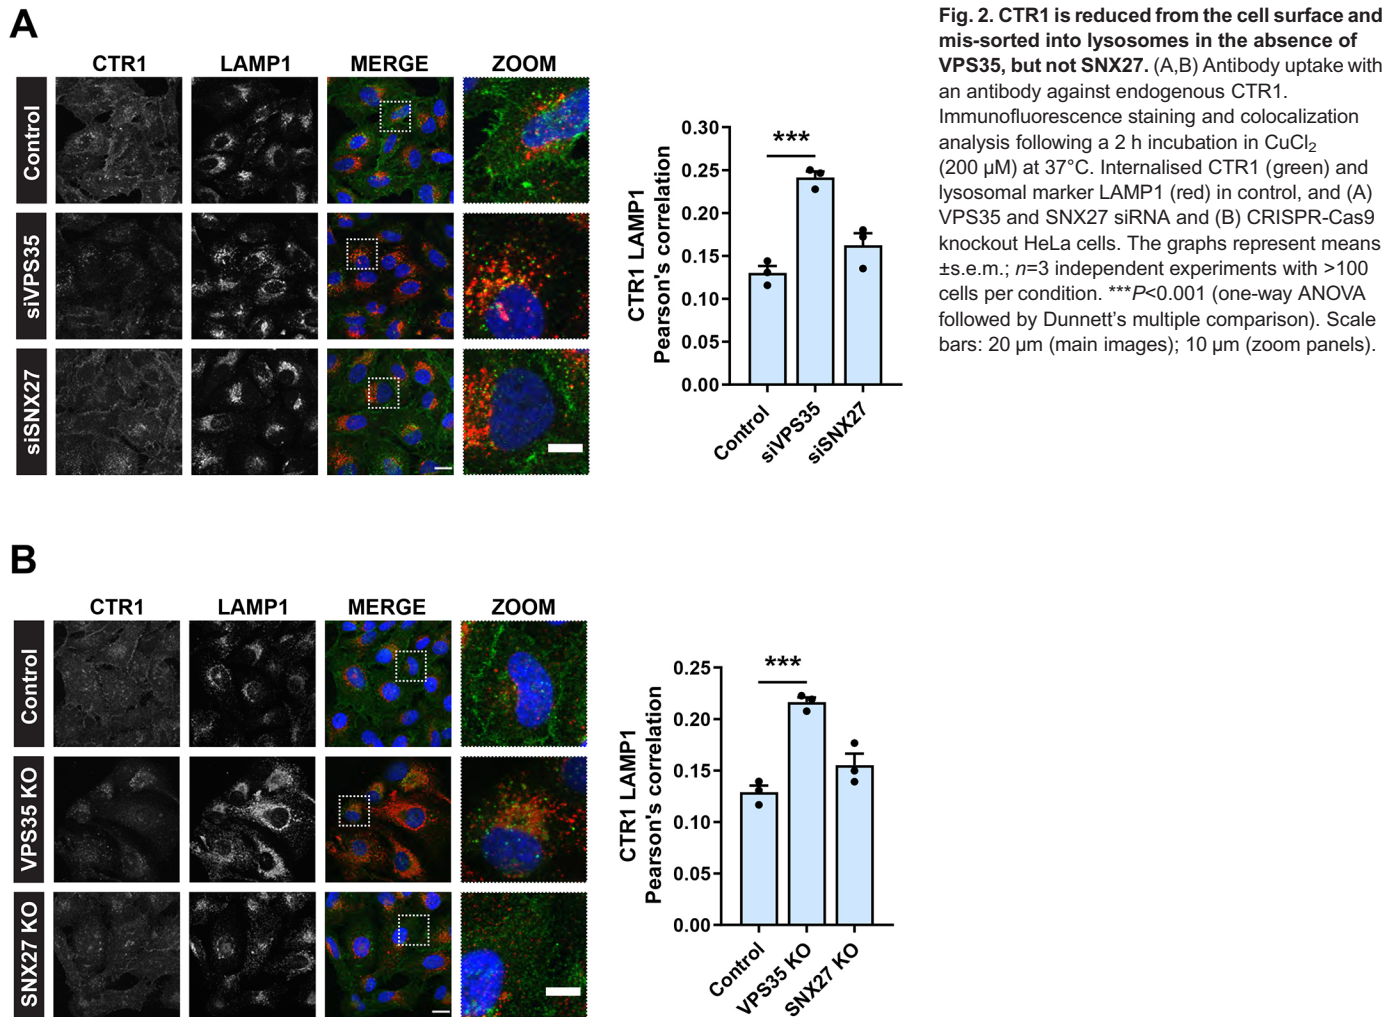 A
CTR1 LAMP1 MERGE ZOOM
Control
siVPS35
siSNX27
CTR1 LAMP1
Pearson's correlation
0.30
0.25
0.20
0.15
0.10
0.05
0.00
***
Control
siVPS35
siSNX27
Fig. 2. CTR1 is reduced from the cell surface and
mis-sorted into lysosomes in the absence of
VPS35, but not SNX27. (A,B) Antibody uptake with
an antibody against endogenous CTR1.
Immunofluorescence staining and colocalization
analysis following a 2 h incubation in CuCl₂
(200 µM) at 37°C. Internalised CTR1 (green) and
lysosomal marker LAMP1 (red) in control, and (A)
VPS35 and SNX27 siRNA and (B) CRISPR-Cas9
knockout HeLa cells. The graphs represent means
±s.e.m.; n=3 independent experiments with >100
cells per condition. ***P<0.001 (one-way ANOVA
followed by Dunnett's multiple comparison). Scale
bars: 20 µm (main images); 10 µm (zoom panels).
B
CTR1 LAMP1 MERGE ZOOM
Control
VPS35 KO
SNX27 KO
CTR1 LAMP1
Pearson's correlation
0.25
0.20
0.15
0.10
0.05
0.00
***
Control
VPS35 KO
SNX27 KO